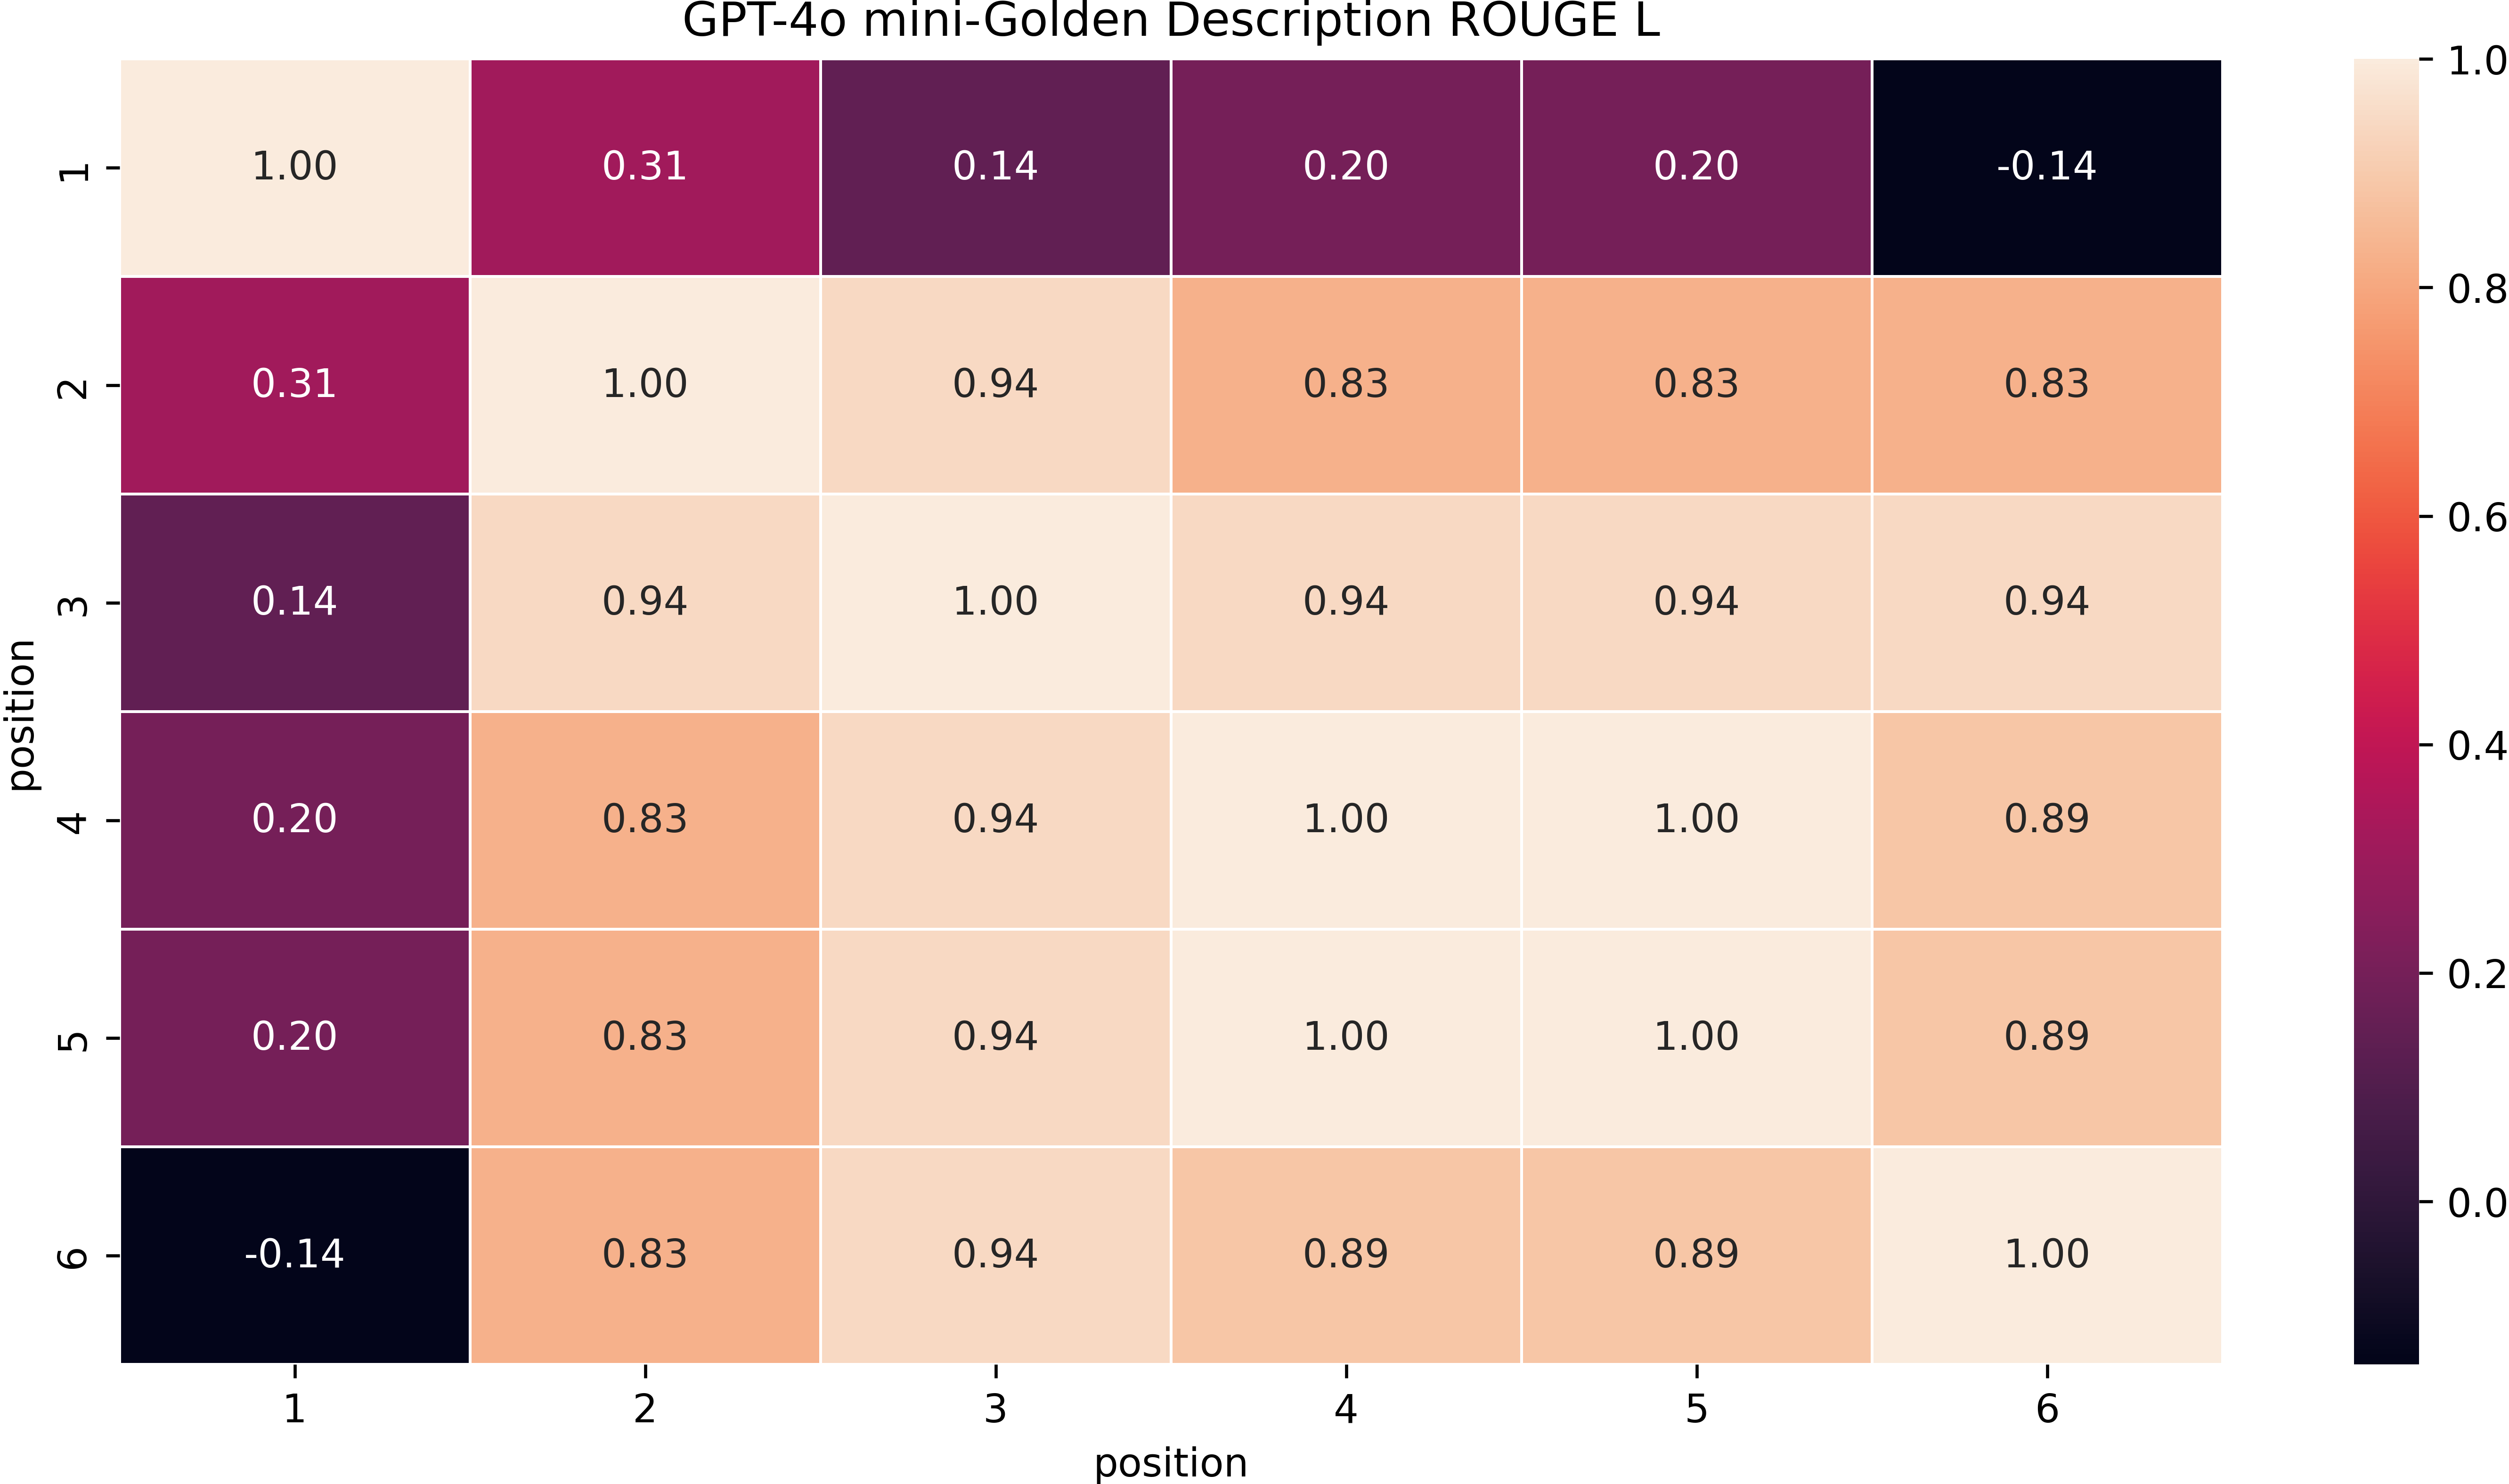 GPT-4o mini-Golden Description ROUGE L
1 1.00 0.31 0.14 0.20 0.20 -0.14
2 0.31 1.00 0.94 0.83 0.83 0.83
3 0.14 0.94 1.00 0.94 0.94 0.94
4 0.20 0.83 0.94 1.00 1.00 0.89
5 0.20 0.83 0.94 1.00 1.00 0.89
6 -0.14 0.83 0.94 0.89 0.89 1.00
position
1 2 3 4 5 6
position
1.0
0.8
0.6
0.4
0.2
0.0